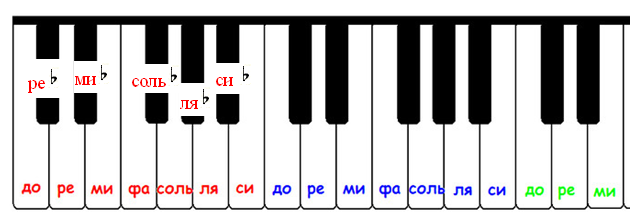 ре ♭ ми ♭ соль ♭ ля ♭ си ♭
до ре ми фа соль ля си до ре ми фа соль ля си до ре ми